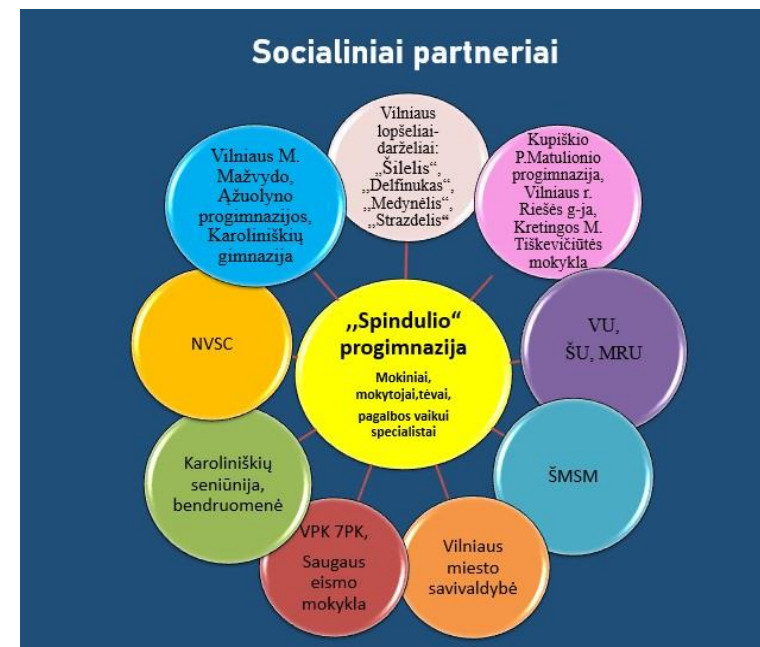 Socialiniai partneriai
Vilniaus
lopšeliai-
darželiai:
„Šilelis“,
„Delfinukas“,
„Medynėlis“,
„Strazdelis“
Kupiškio
P.Matulionio
progimnazija,
Vilniaus r.
Riešės g-ja,
Kretingos M.
Tiškevičiūtės
mokykla
VU,
ŠU, MRU
ŠMSM
Vilniaus
miesto
savivaldybė
VPK 7PK,
Saugaus
eismo
mokykla
Karoliniškių
seniūnija,
bendruomenė
NVSC
Vilniaus M.
Mažvydo,
Ąžuolyno
progimnazijos,
Karoliniškių
gimnazija
,,Spindulio“
progimnazija
Mokiniai,
mokytojai,tėvai,
pagalbos vaikui
specialistai